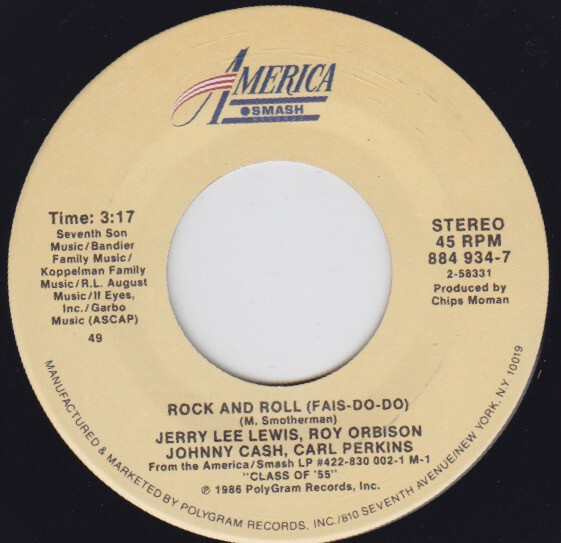 AMERICA
SMASH
RECORDS
Time: 3:17
Seventh Son
Music/Bandier
Family Music/
Koppelman Family
Music/R.L. August
Music/If Eyes,
Inc./Garbo
Music (ASCAP)
49
STEREO
45 RPM
884 934-7
2-58331
Produced by
Chips Moman
ROCK AND ROLL (FAIS-DO-DO)
(M. Smotherman)
JERRY LEE LEWIS, ROY ORBISON
JOHNNY CASH, CARL PERKINS
From the America/Smash LP #422-830 002-1 M-1
"CLASS OF '55"
℗ 1986 PolyGram Records, Inc.
MANUFACTURED & MARKETED BY POLYGRAM RECORDS, INC./810 SEVENTH AVENUE/NEW YORK, N.Y. 10019